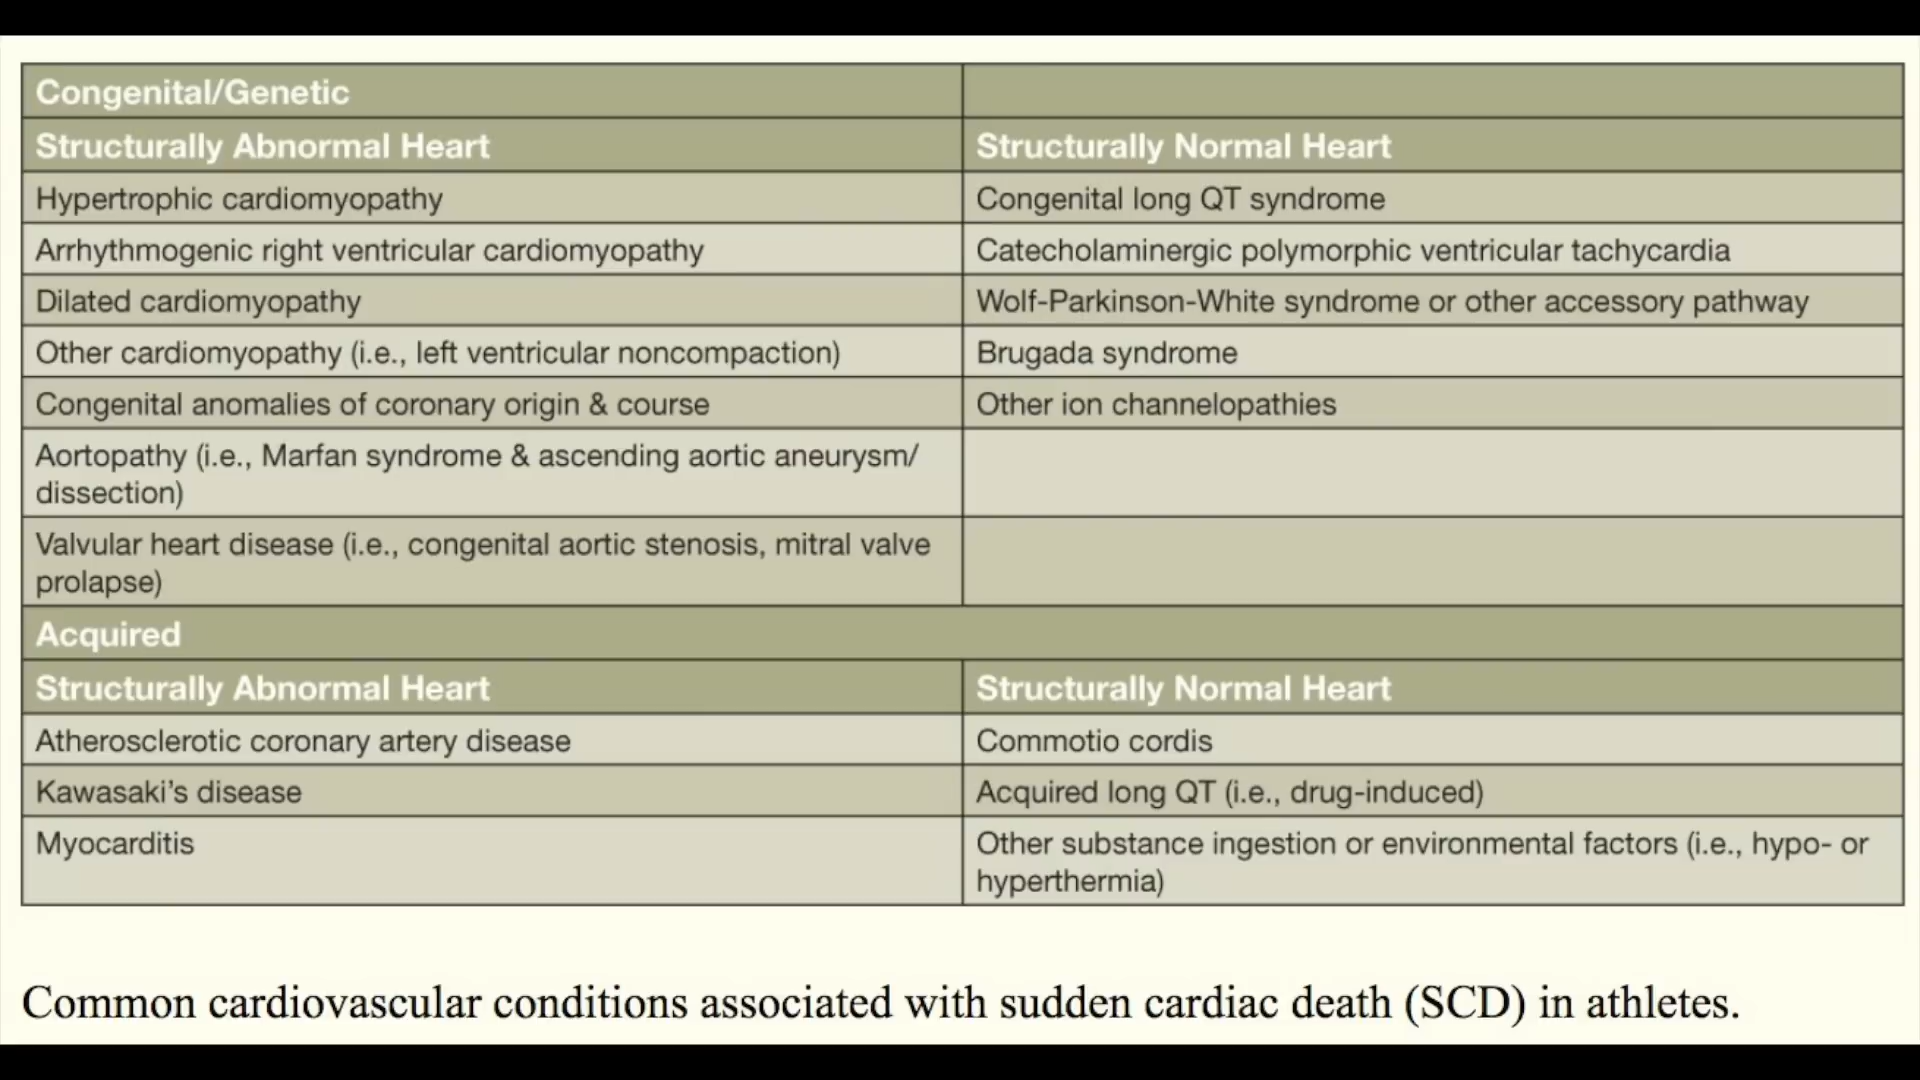 Congenital/Genetic
Structurally Abnormal Heart Structurally Normal Heart
Hypertrophic cardiomyopathy Congenital long QT syndrome
Arrhythmogenic right ventricular cardiomyopathy Catecholaminergic polymorphic ventricular tachycardia
Dilated cardiomyopathy Wolf-Parkinson-White syndrome or other accessory pathway
Other cardiomyopathy (i.e., left ventricular noncompaction) Brugada syndrome
Congenital anomalies of coronary origin & course Other ion channelopathies
Aortopathy (i.e., Marfan syndrome & ascending aortic aneurysm/
dissection)
Valvular heart disease (i.e., congenital aortic stenosis, mitral valve
prolapse)
Acquired
Structurally Abnormal Heart Structurally Normal Heart
Atherosclerotic coronary artery disease Commotio cordis
Kawasaki’s disease Acquired long QT (i.e., drug-induced)
Myocarditis Other substance ingestion or environmental factors (i.e., hypo- or
hyperthermia)
Common cardiovascular conditions associated with sudden cardiac death (SCD) in athletes.